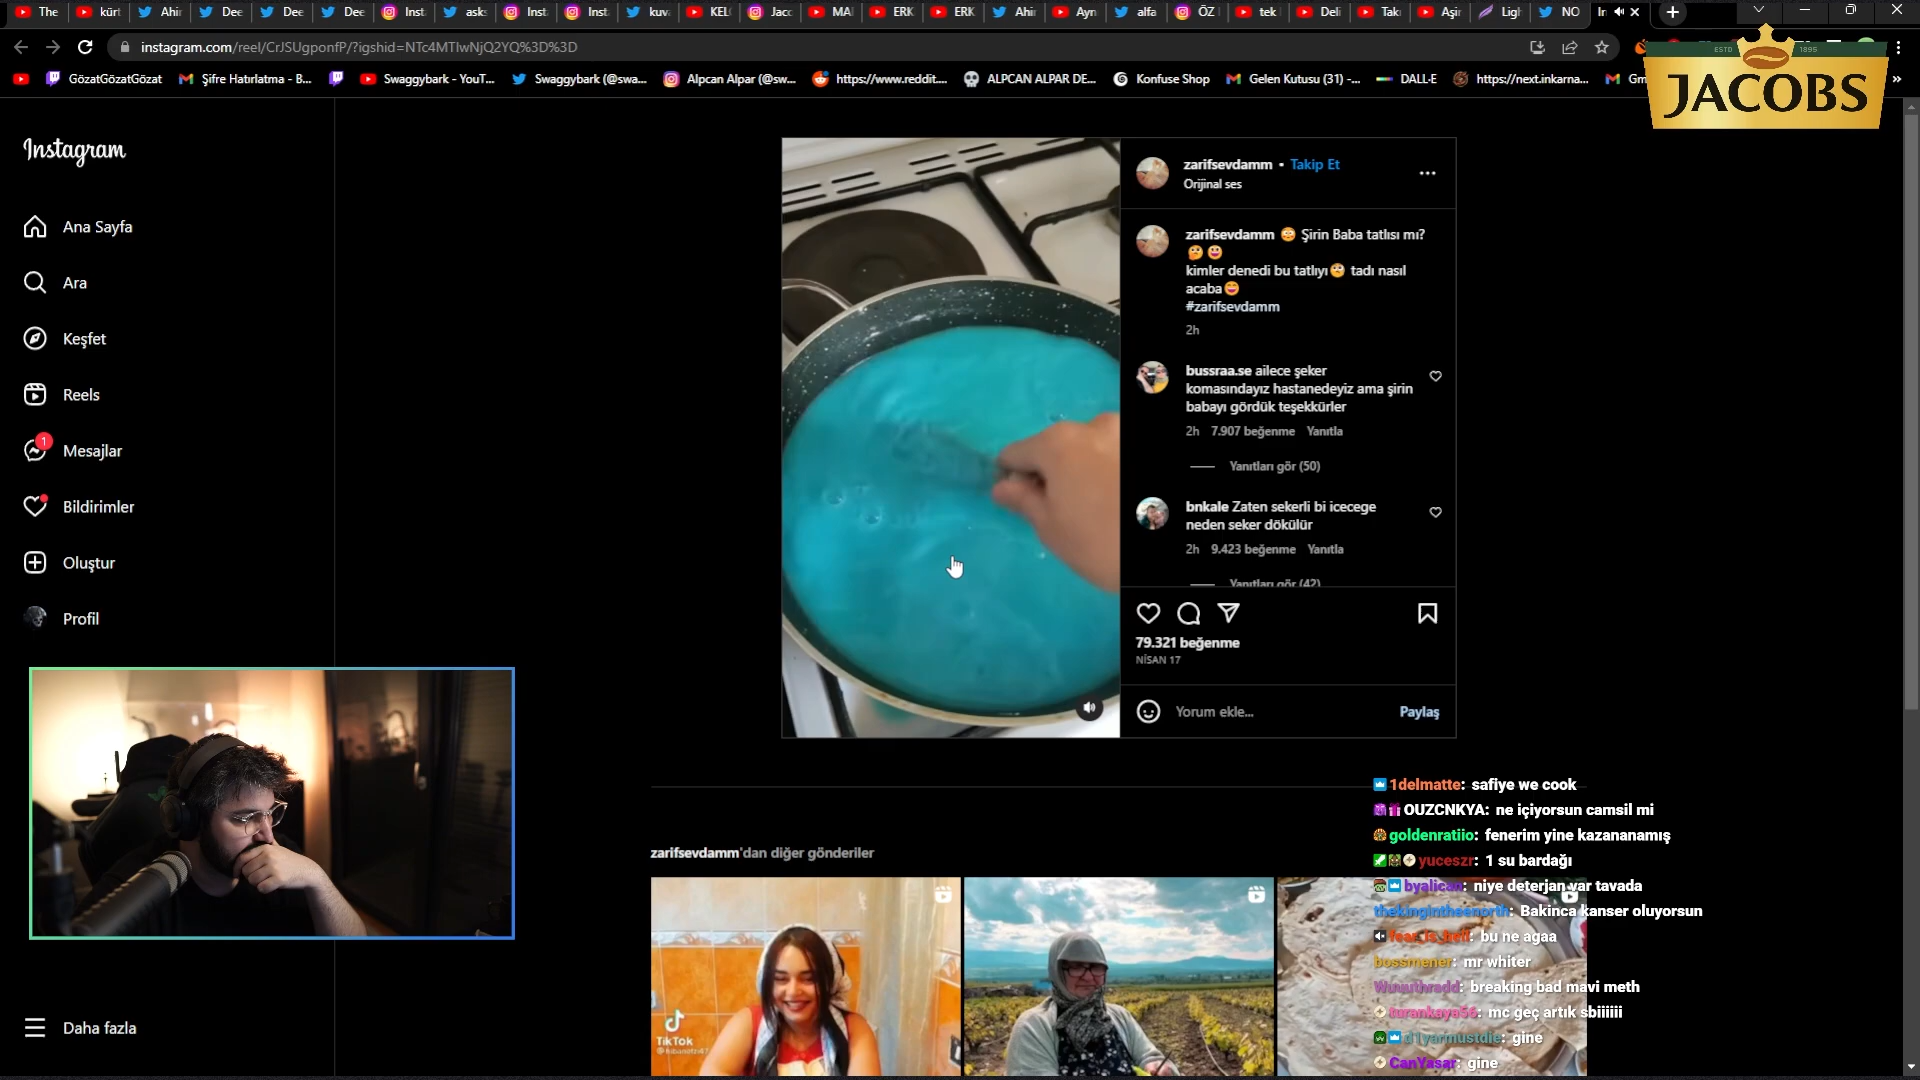 The
kürt
Ahi
Dee
Dee
Dee
Inst
ask
Inst
Inst
kuv
KEL
Jacc
MA
ERK
ERK
Ahi
Ayn
alfa
ÖZ
tek
Deli
Tak
Aşi
Ligh
NO
In
instagram.com/reel/CrJSUgponfP/?igshid=NTc4MTIwNjQ2YQ%3D%3D
GözatGözatGözat
Şifre Hatırlatma - B...
Swaggybark - YouT...
Swaggybark (@swa...
Alpcan Alpar (@sw...
https://www.reddit....
ALPCAN ALPAR DE...
Konfuse Shop
Gelen Kutusu (31) -...
DALL-E
https://next.inkarna...
Gm
ESTD 1895
JACOBS
Instagram
Ana Sayfa
Ara
Keşfet
Reels
1
Mesajlar
Bildirimler
Oluştur
Profil
Daha fazla
zarifsevdamm • Takip Et
Orijinal ses
zarifsevdamm 😳 Şirin Baba tatlısı mı?
🤔😀
kimler denedi bu tatlıyı🧐 tadı nasıl
acaba😅
#zarifsevdamm
2h
bussraa.se ailece şeker
komasındayız hastanedeyiz ama şirin
babayı gördük teşekkürler
2h 7.907 beğenme Yanıtla
Yanıtları gör (50)
bnkale Zaten sekerli bi icecege
neden seker dökülür
2h 9.423 beğenme Yanıtla
Yanıtları gör (42)
79.321 beğenme
NİSAN 17
Yorum ekle...
Paylaş
zarifsevdamm'dan diğer gönderiler
TikTok
1delmatte: safiye we cook
OUZCNKYA: ne içiyorsun camsil mi
goldenratiio: fenerim yine kazananamış
yuceszr: 1 su bardağı
byalican: niye deterjan var tavada
thekingintheenorth: Bakinca kanser oluyorsun
fear_is_hell: bu ne agaa
bossmener: mr whiter
breaking bad mavi meth
turankaya56: mc geç artık sbiiiiii
d1yarmustdie: gine
CanYasar: gine